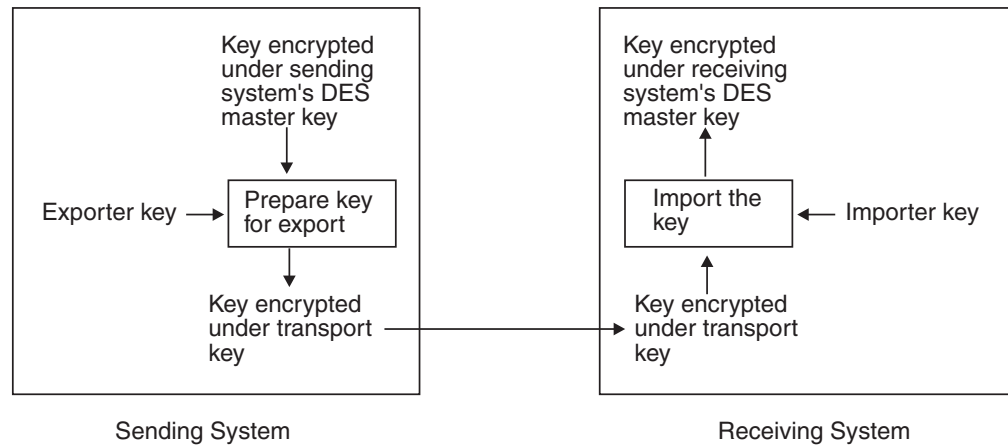 Key encrypted
under sending
system's DES
master key
Exporter key
Prepare key
for export
Key encrypted
under transport
key
Sending System
Key encrypted
under receiving
system's DES
master key
Import the
key
Importer key
Key encrypted
under transport
key
Receiving System